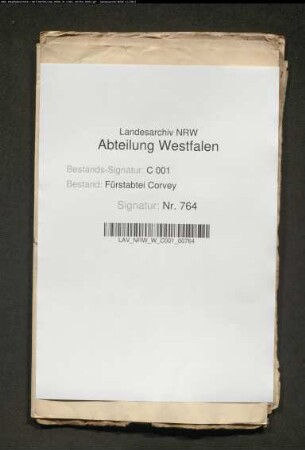 Landesarchiv NRW
Abteilung Westfalen
Bestands-Signatur: C 001
Bestand: Fürstabtei Corvey
Signatur: Nr. 764
LAV_NRW_W_C001_00764